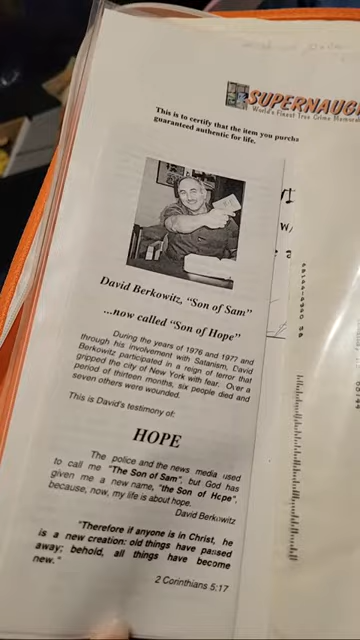 SUPERNAUGH
World's Finest True Crime Memorab
This is to certify that the item you purcha
guaranteed authentic for life.
David Berkowitz, "Son of Sam"
...now called "Son of Hope"
During the years of 1976 and 1977 and
through his involvement with Satanism, David
Berkowitz participated in a reign of terror that
gripped the city of New York with fear. Over a
period of thirteen months, six people died and
seven others were wounded.
This is David's testimony of:
HOPE
The police and the news media used
to call me "The Son of Sam", but God has
given me a new name, "the Son of Hope",
because, now, my life is about hope.
David Berkowitz
"Therefore if anyone is in Christ, he
is a new creation: old things have passed
away; behold, all things have become
new."
2 Corinthians 5:17